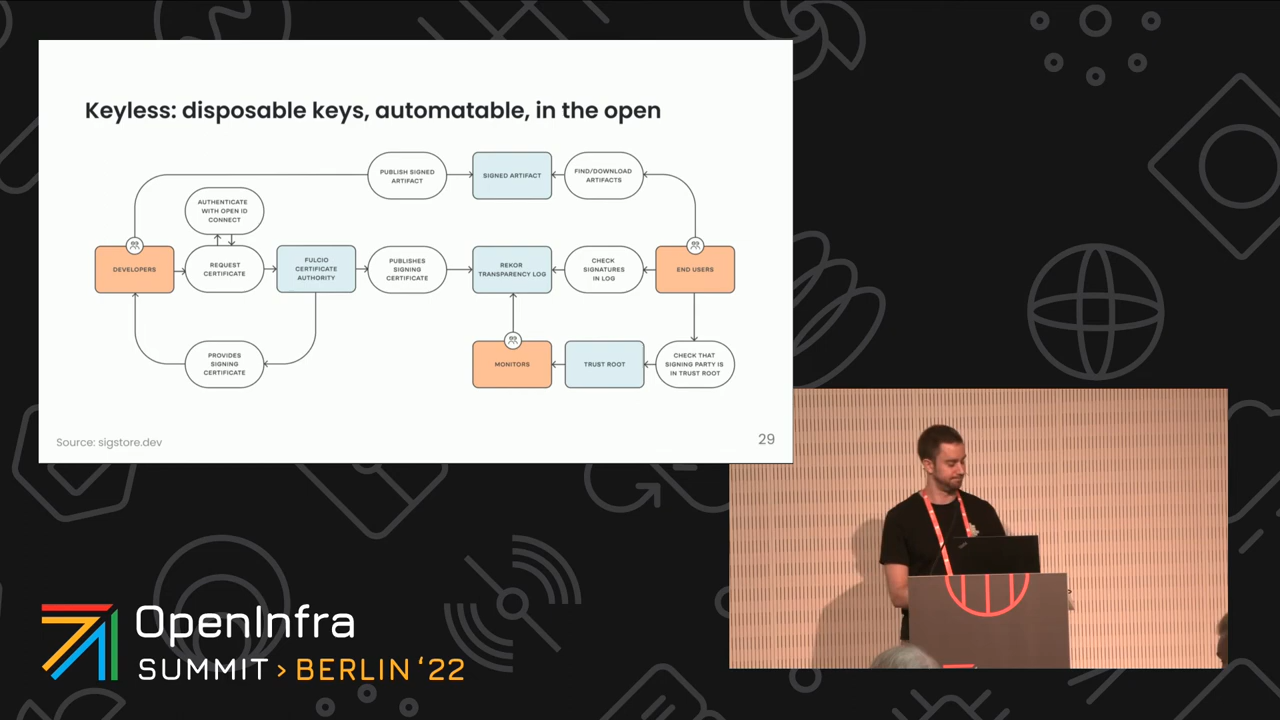 Keyless: disposable keys, automatable, in the open
PUBLISH SIGNED
ARTIFACT
SIGNED ARTIFACT
FIND/DOWNLOAD
ARTIFACTS
AUTHENTICATE
WITH OPEN ID
CONNECT
DEVELOPERS
REQUEST
CERTIFICATE
FULCIO
CERTIFICATE
AUTHORITY
PUBLISHES
SIGNING
CERTIFICATE
REKOR
TRANSPARENCY LOG
CHECK
SIGNATURES
IN LOG
END USERS
PROVIDES
SIGNING
CERTIFICATE
MONITORS
TRUST ROOT
CHECK THAT
SIGNING PARTY IS
IN TRUST ROOT
Source: sigstore.dev
29
OpenInfra
SUMMIT > BERLIN ‘22